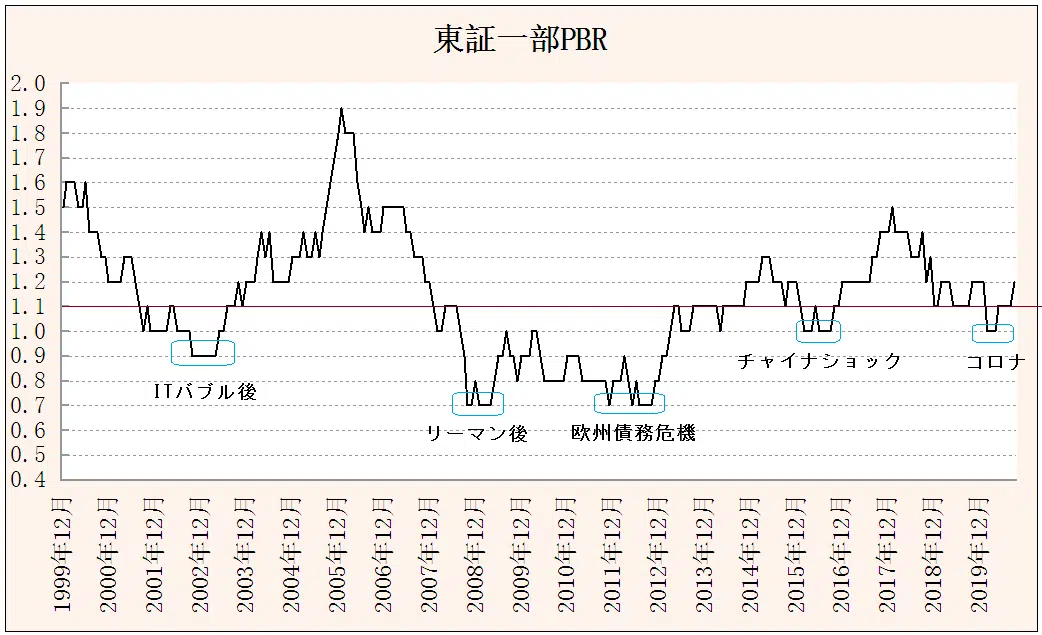 東証一部PBR
2.0
1.9
1.8
1.7
1.6
1.5
1.4
1.3
1.2
1.1
1.0
0.9
0.8
0.7
0.6
0.5
0.4
ITバブル後
リーマン後
欧州債務危機
チャイナショック
コロナ
1999年12月
2000年12月
2001年12月
2002年12月
2003年12月
2004年12月
2005年12月
2006年12月
2007年12月
2008年12月
2009年12月
2010年12月
2011年12月
2012年12月
2013年12月
2014年12月
2015年12月
2016年12月
2017年12月
2018年12月
2019年12月